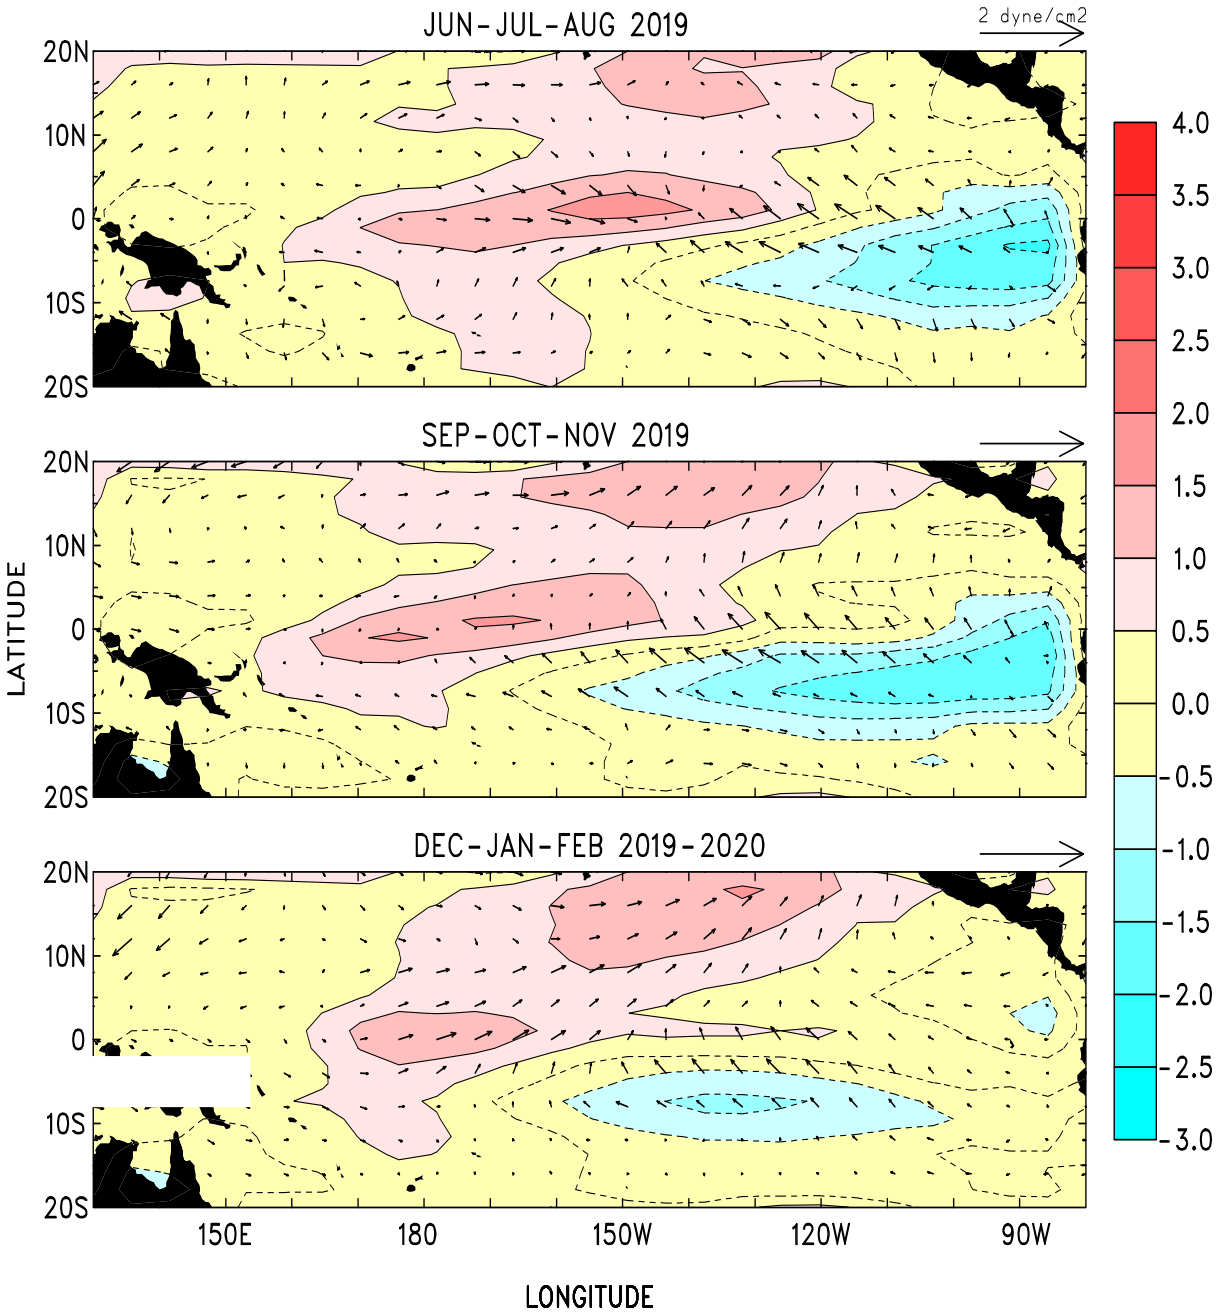 JUN-JUL-AUG 2019
2 dyne/cm2
20N
10N
0
10S
20S
SEP-OCT-NOV 2019
20N
10N
0
10S
20S
LATITUDE
DEC-JAN-FEB 2019-2020
20N
10N
0
10S
20S
150E 180 150W 120W 90W
LONGITUDE
4.0
3.5
3.0
2.5
2.0
1.5
1.0
0.5
0.0
-0.5
-1.0
-1.5
-2.0
-2.5
-3.0